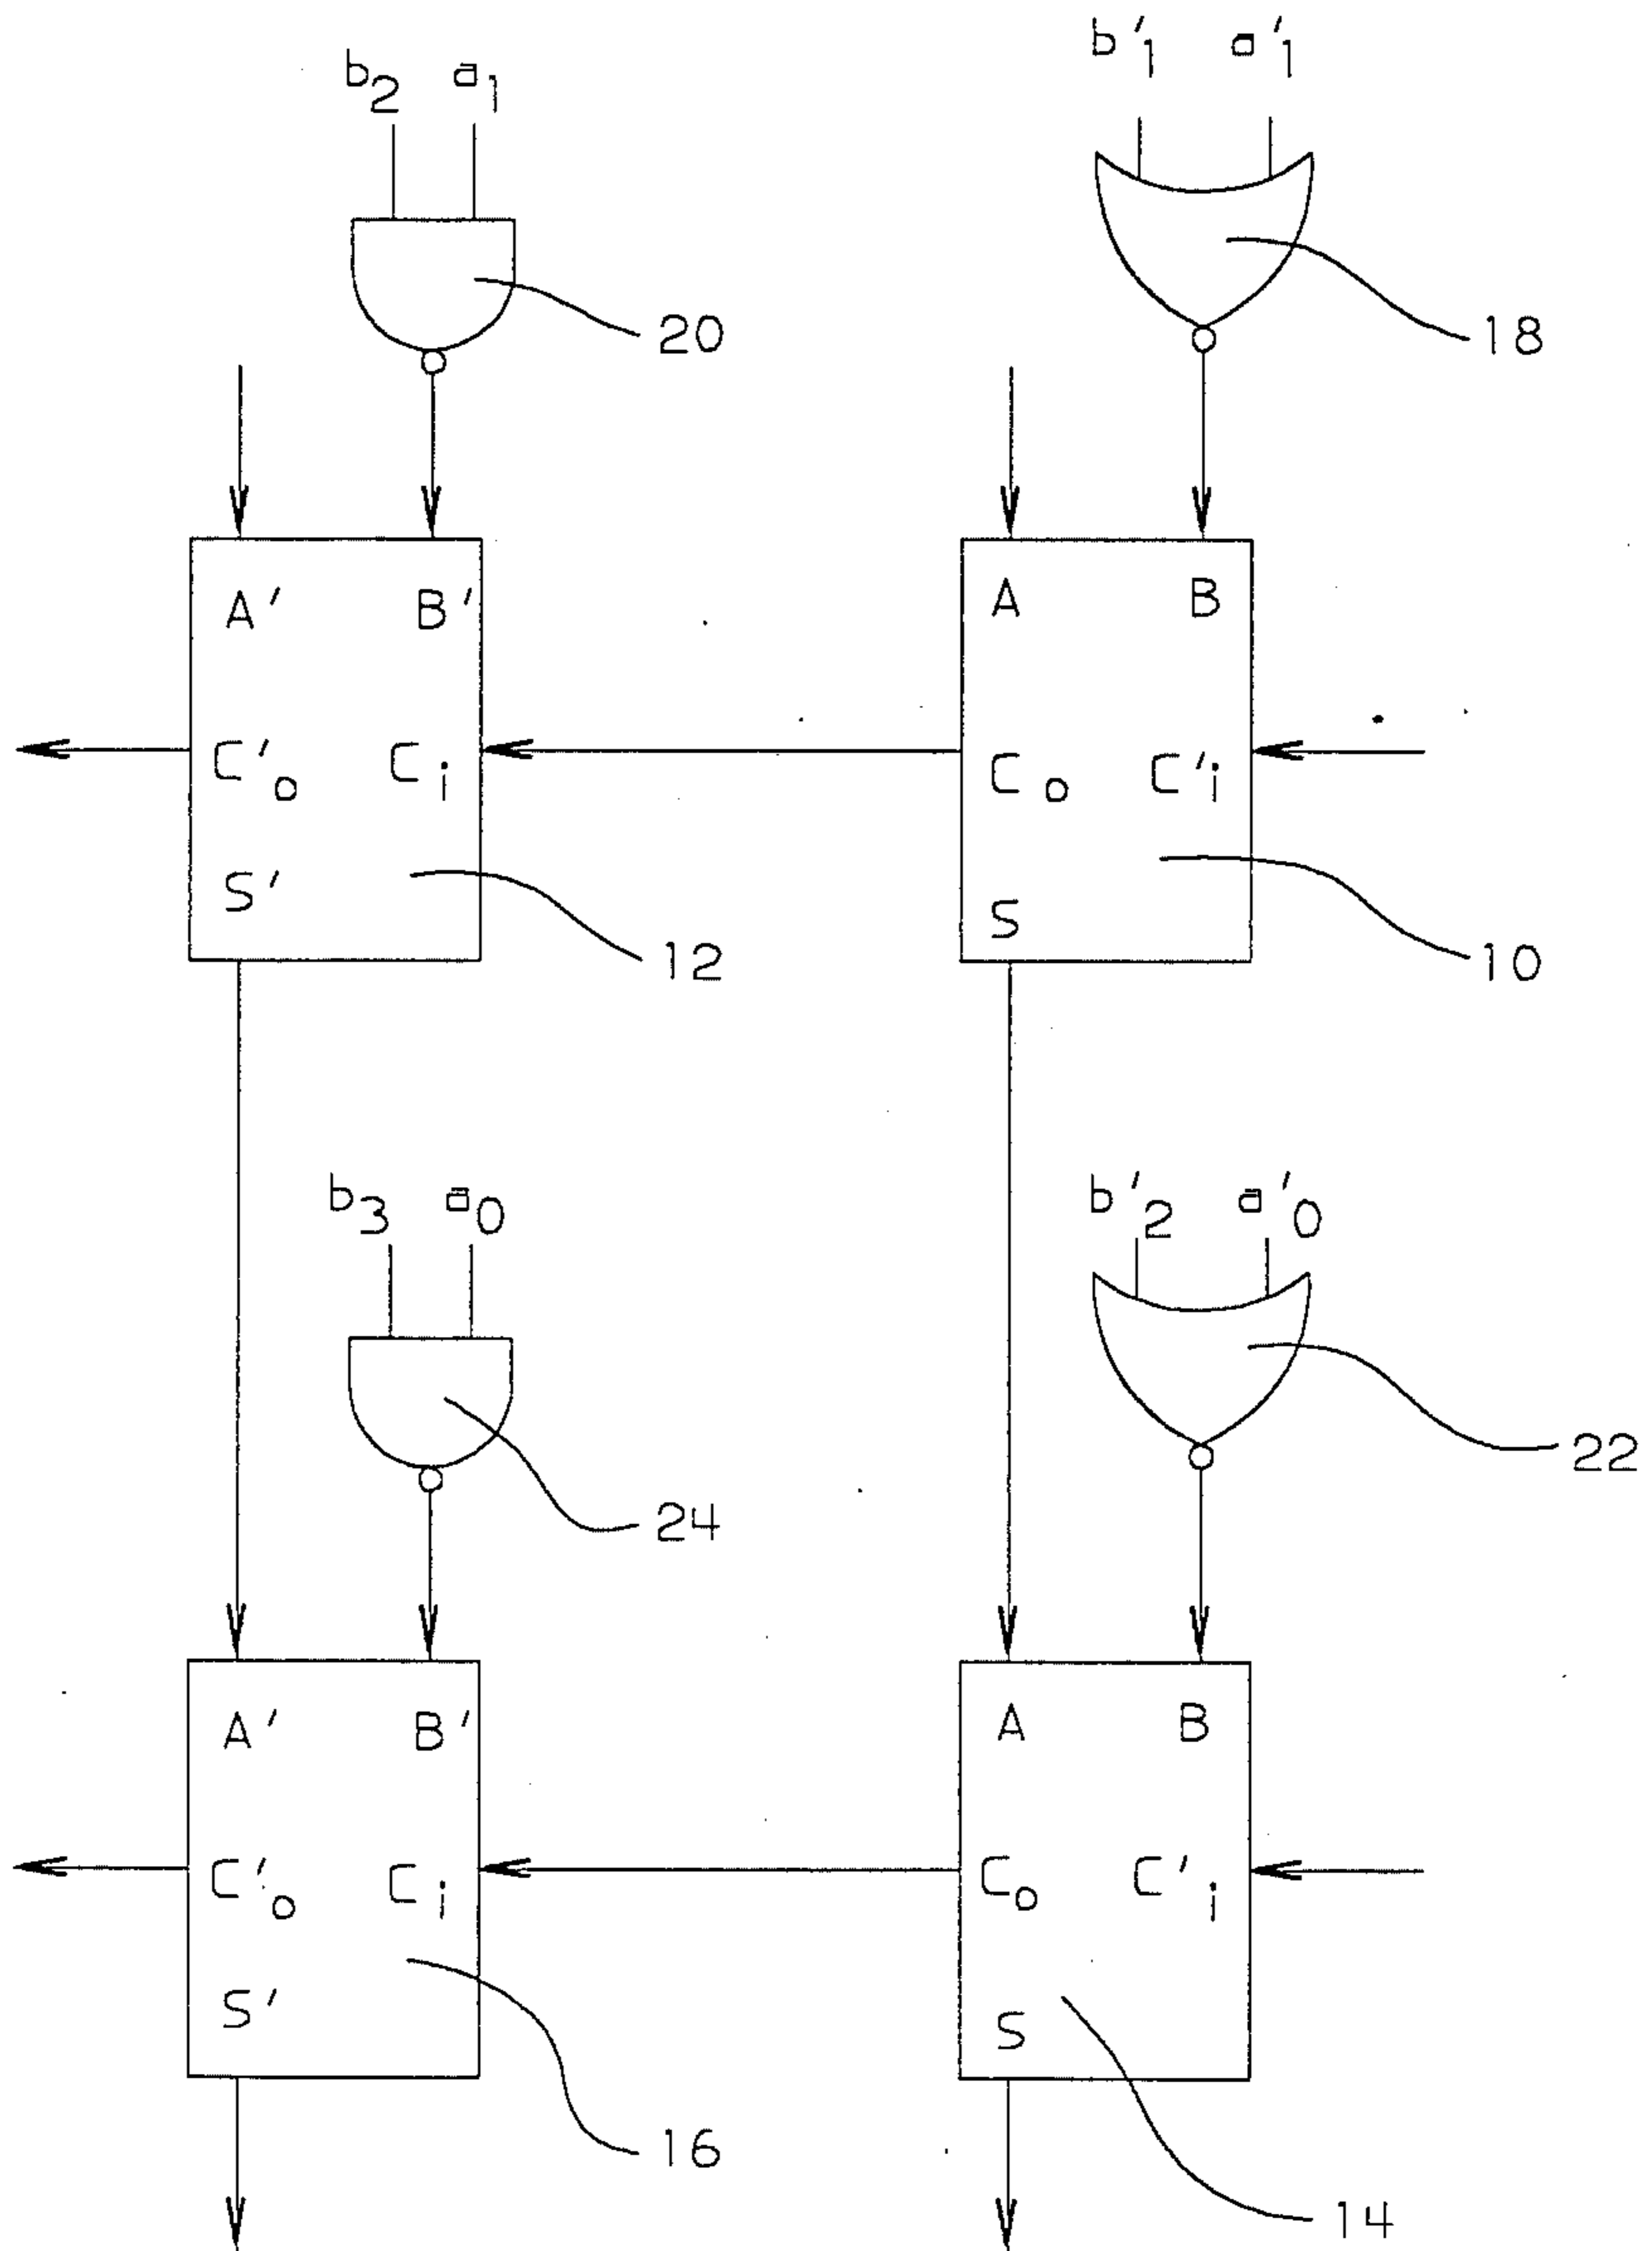 b₂ a₁ b'₁ a'₁
20 18
A' B' A B
C'ₒ Cᵢ Cₒ C'ᵢ
S' S
12 10
b₃ a₀ b'₂ a'₀
24 22
A' B' A B
C'ₒ Cᵢ Cₒ C'ᵢ
S' S
16 14